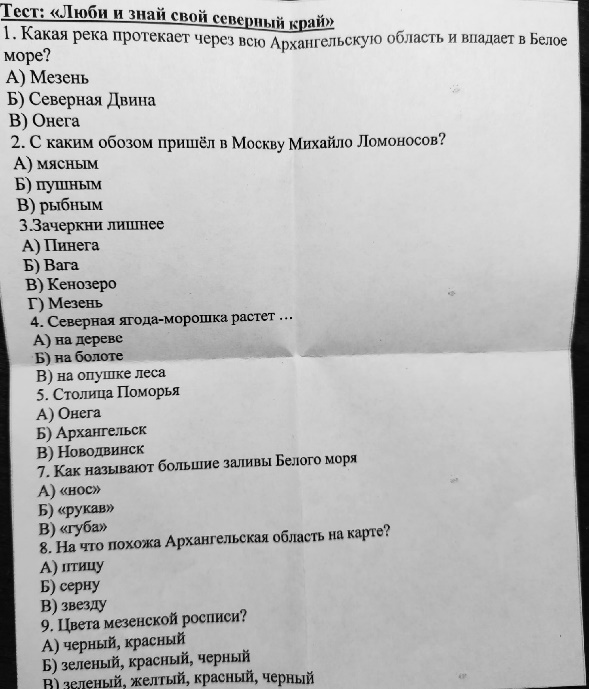 Тест: «Люби и знай свой северный край»
1. Какая река протекает через всю Архангельскую область и впадает в Белое
море?
А) Мезень
Б) Северная Двина
В) Онега
2. С каким обозом пришёл в Москву Михайло Ломоносов?
А) мясным
Б) пушным
В) рыбным
3.Зачеркни лишнее
А) Пинега
Б) Вага
В) Кенозеро
Г) Мезень
4. Северная ягода-морошка растет …
А) на дереве
Б) на болоте
В) на опушке леса
5. Столица Поморья
А) Онега
Б) Архангельск
В) Новодвинск
7. Как называют большие заливы Белого моря
А) «нос»
Б) «рукав»
В) «губа»
8. На что похожа Архангельская область на карте?
А) птицу
Б) серну
В) звезду
9. Цвета мезенской росписи?
А) черный, красный
Б) зеленый, красный, черный
В) зеленый, желтый, красный, черный